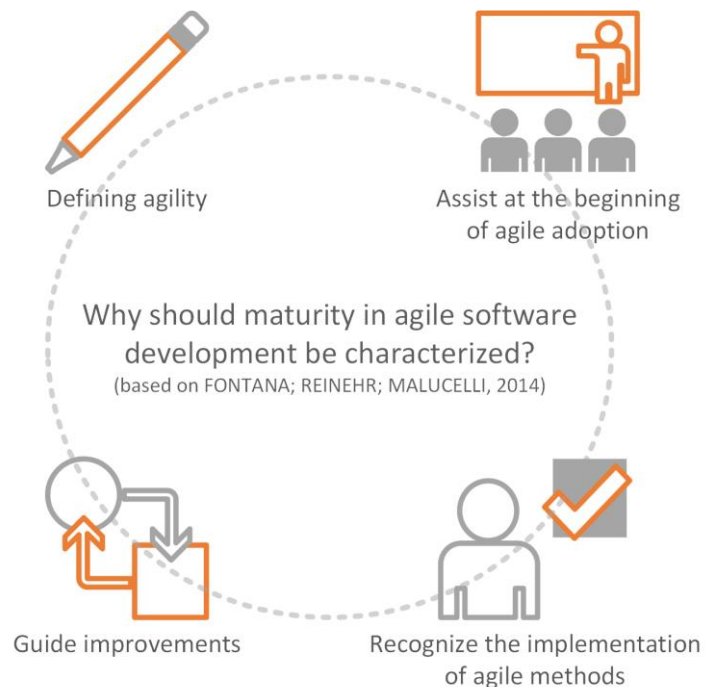 Defining agility
Assist at the beginning
of agile adoption
Why should maturity in agile software
development be characterized?
(based on FONTANA; REINEHR; MALUCELLI, 2014)
Guide improvements
Recognize the implementation
of agile methods